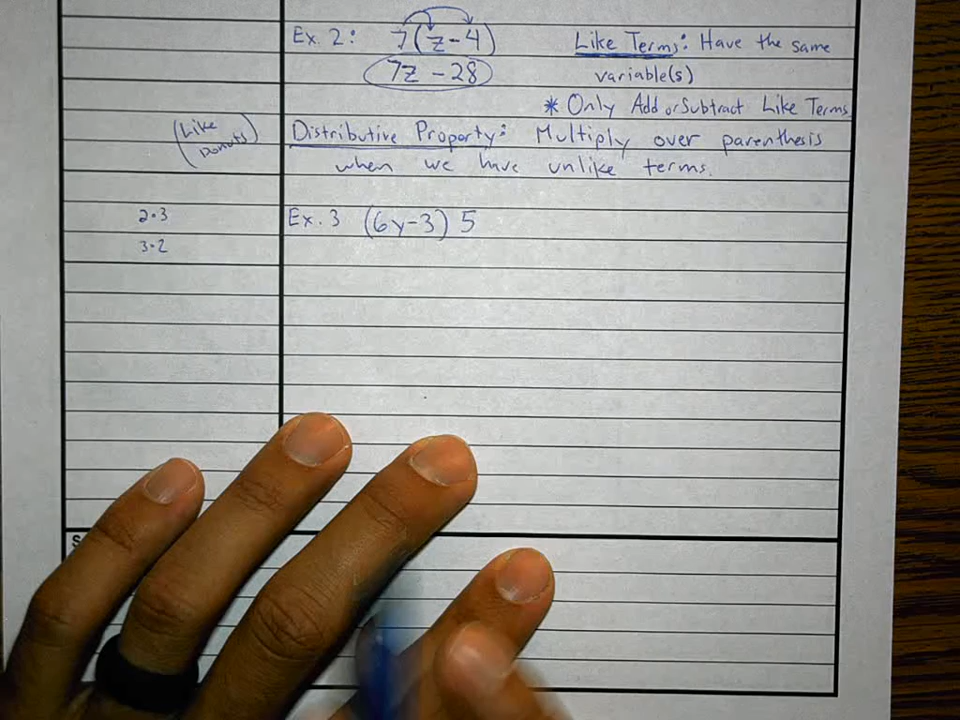 Ex. 2: 7(z-4)
Like Terms: Have the same
7z - 28
variable(s)
* Only Add or Subtract Like Terms
(Like
Donuts)
Distributive Property: Multiply over parenthesis
when we have unlike terms.
2·3
Ex. 3 (6y-3) 5
3·2
S